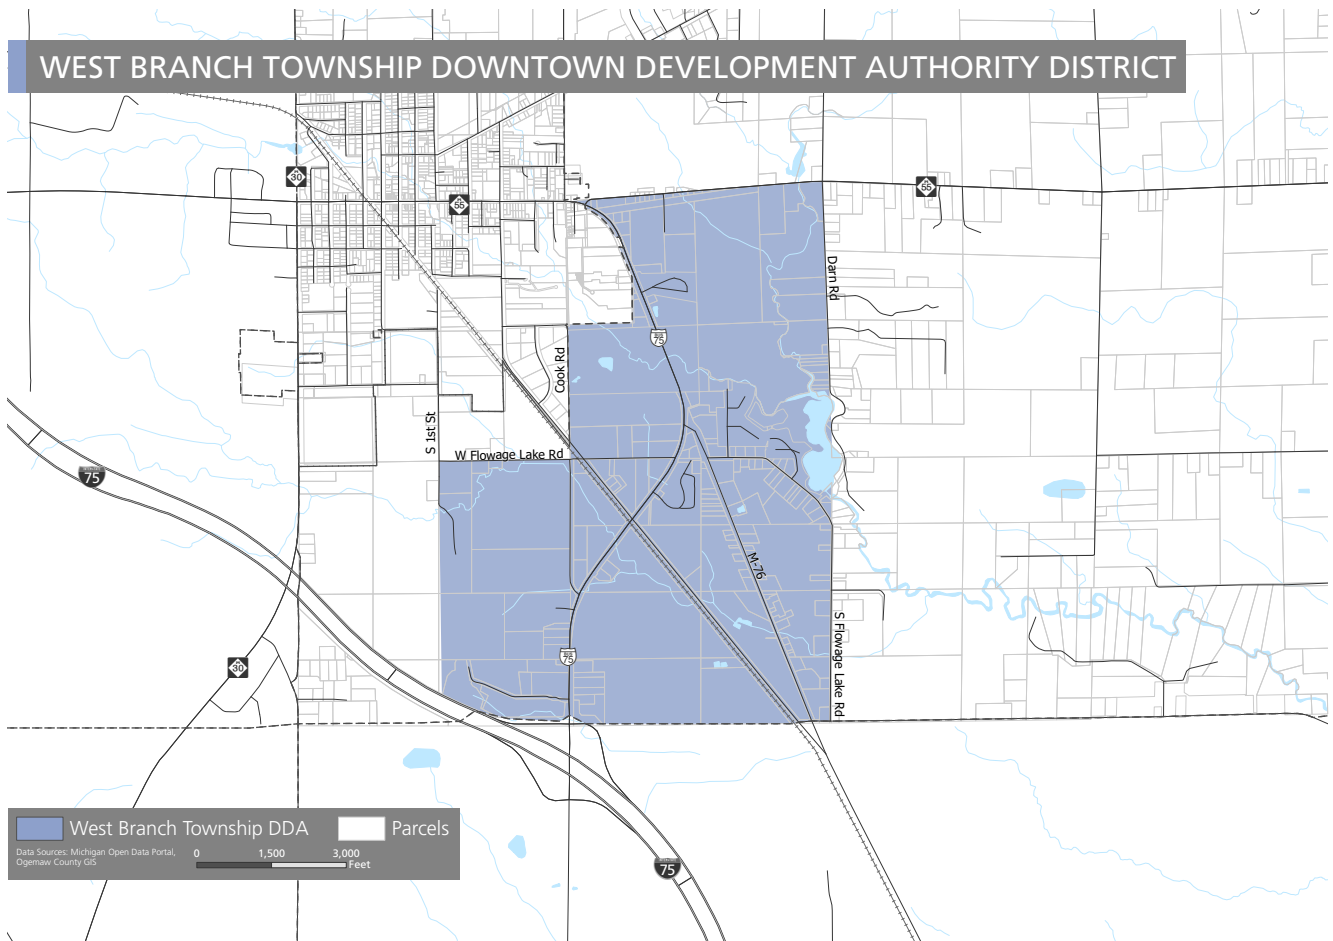 WEST BRANCH TOWNSHIP DOWNTOWN DEVELOPMENT AUTHORITY DISTRICT
30
55
55
Darn Rd
75
Cook Rd
S 1st St
W Flowage Lake Rd
75
M-76
S Flowage Lake Rd
75
30
West Branch Township DDA
Parcels
Data Sources: Michigan Open Data Portal,
Ogemaw County GIS
0 1,500 3,000
Feet
75